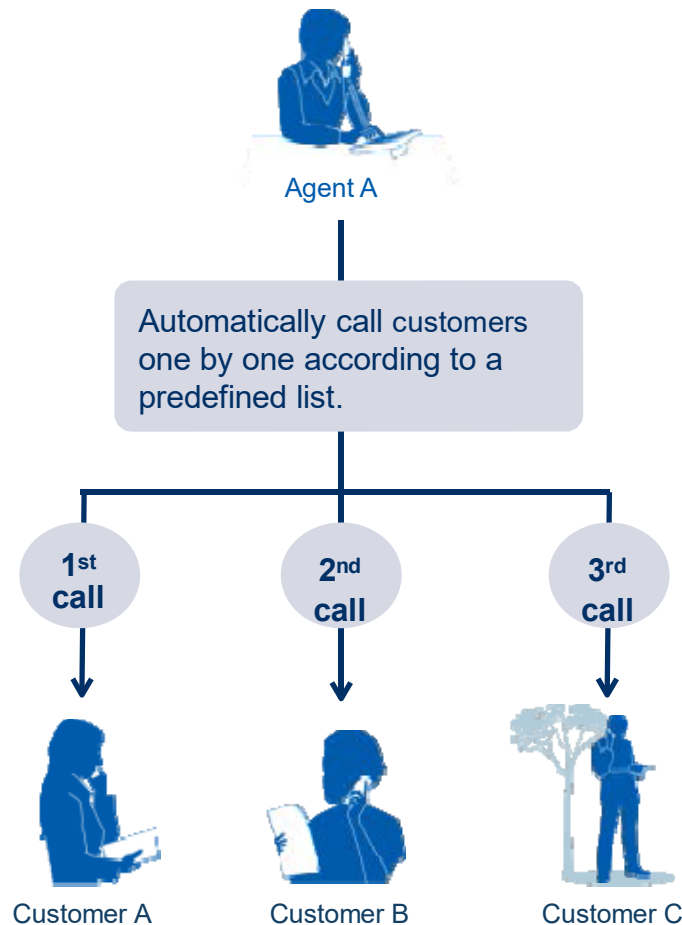 Agent A
Automatically call customers
one by one according to a
predefined list.
1st
call
2nd
call
3rd
call
Customer A
Customer B
Customer C